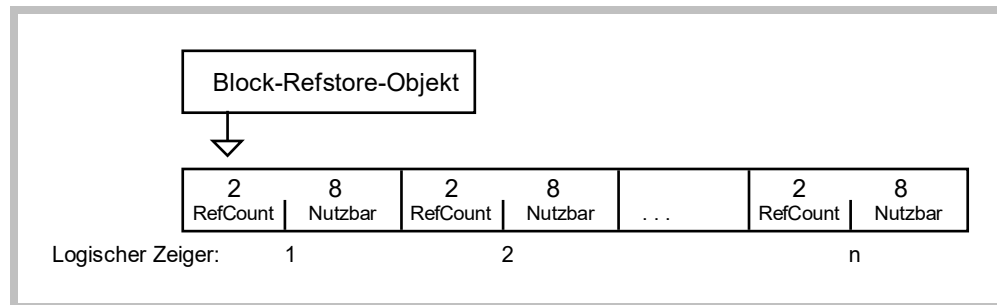 Block-Refstore-Objekt
2 8 2 8 2 8
RefCount Nutzbar RefCount Nutzbar . . . RefCount Nutzbar
Logischer Zeiger: 1 2 n